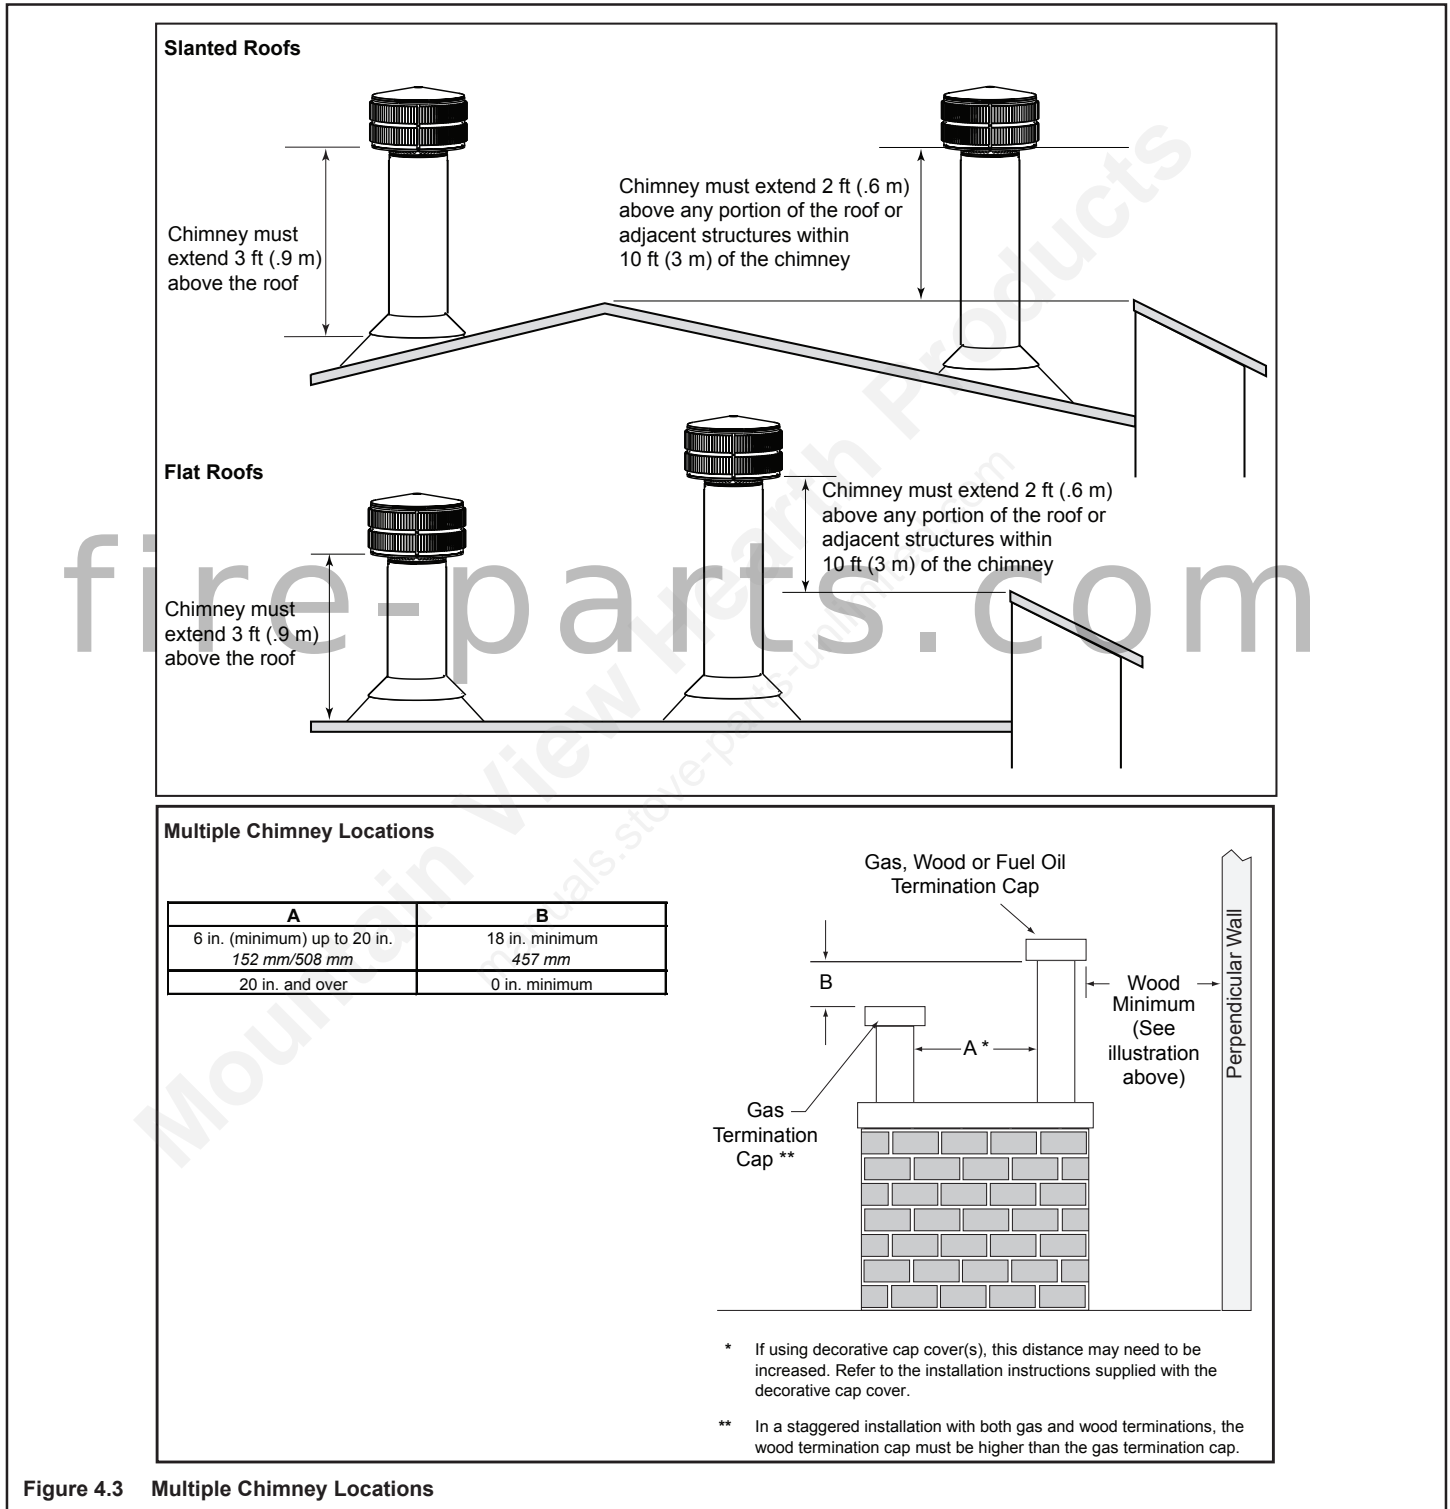 Slanted Roofs
Chimney must
extend 3 ft (.9 m)
above the roof
Chimney must extend 2 ft (.6 m)
above any portion of the roof or
adjacent structures within
10 ft (3 m) of the chimney
Flat Roofs
Chimney must
extend 3 ft (.9 m)
above the roof
Chimney must extend 2 ft (.6 m)
above any portion of the roof or
adjacent structures within
10 ft (3 m) of the chimney
fire-parts.com
Mountain View Hearth Products
manuals.stove-parts-unlimited.com
Multiple Chimney Locations
A B
6 in. (minimum) up to 20 in. 18 in. minimum
152 mm/508 mm 457 mm
20 in. and over 0 in. minimum
Gas, Wood or Fuel Oil
Termination Cap
B
A *
Wood
Minimum
(See
illustration
above)
Perpendicular Wall
Gas
Termination
Cap **
* If using decorative cap cover(s), this distance may need to be
increased. Refer to the installation instructions supplied with the
decorative cap cover.
** In a staggered installation with both gas and wood terminations, the
wood termination cap must be higher than the gas termination cap.
Figure 4.3 Multiple Chimney Locations